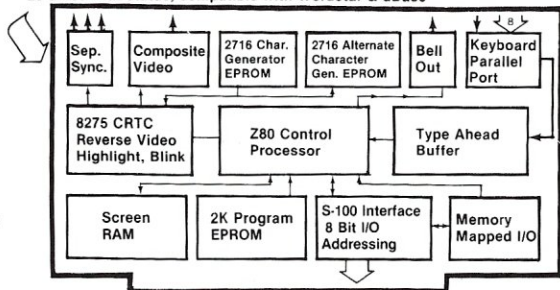 Sep.
Sync.
Composite
Video
2716 Char.
Generator
EPROM
2716 Alternate
Character
Gen. EPROM
Bell
Out
8
Keyboard
Parallel
Port
8275 CRTC
Reverse Video
Highlight, Blink
Z80 Control
Processor
Type Ahead
Buffer
Screen
RAM
2K Program
EPROM
S-100 Interface
8 Bit I/O
Addressing
Memory
Mapped I/O